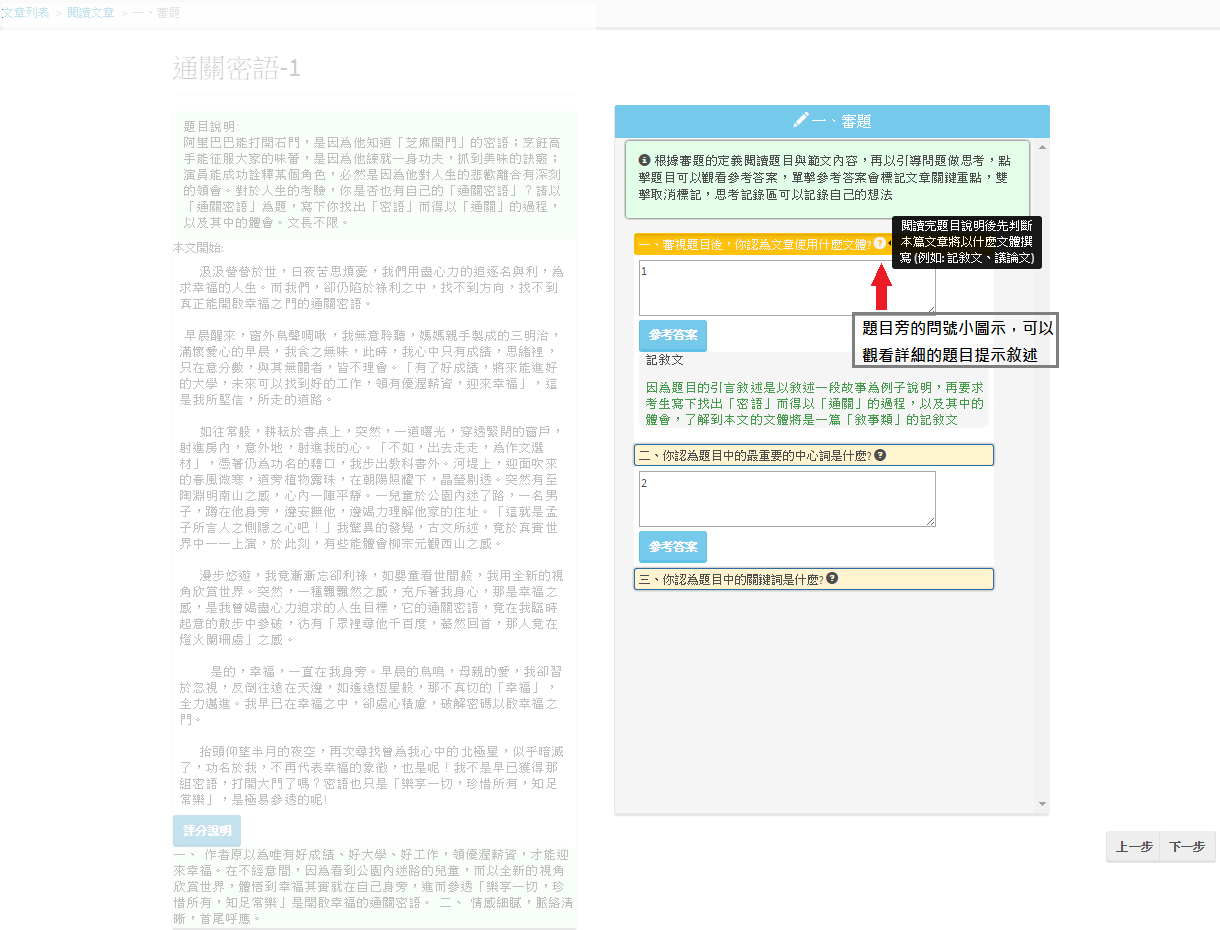 文章列表 > 閱讀文章 > 一、審題
通關密語-1
題目說明:
阿里巴巴能打開石門，是因為他知道「芝麻開門」的密語；烹飪高
手能征服大家的味蕾，是因為他練就一身功夫，抓到美味的訣竅；
演員能成功詮釋某個角色，必然是因為他對人生的悲歡離合有深刻
的領會。對於人生的考驗，你是否也有自己的「通關密語」？請以
「通關密語」為題，寫下你找出「密語」而得以「通關」的過程，
以及其中的體會。文長不限。
本文開始:
汲汲營營於世，日夜苦思煩憂，我們用盡心力的追逐名與利，為
求幸福的人生。而我們，卻仍陷於祿利之中，找不到方向，找不到
真正能開啟幸福之門的通關密語。
早晨醒來，窗外鳥聲啁啾，我無意聆聽，媽媽親手製成的三明治，
滿懷愛心的早晨，我食之無味，此時，我心中只有成績，思緒裡，
只在意分數，與其無關者，皆不理會。「有了好成績，將來能進好
的大學，未來可以找到好的工作，領有優渥薪資，迎來幸福」，這
是我所堅信，所走的道路。
如往常般，耕耘於書桌上，突然，一道曙光，穿透緊閉的窗戶，
射進房內，意外地，射進我的心。「不如，出去走走，為作文選
材」，憑著仍為功名的藉口，我步出教科書外。河堤上，迎面吹來
的春風微寒，道旁植物露珠，在朝陽照耀下，晶瑩剔透。突然有至
陶淵明南山之感，心內一陣平靜。一兒童於公園內迷了路，一名男
子，蹲在他身旁，邊安撫他，邊竭力理解他家的住址。「這就是孟
子所言人之惻隱之心吧！」我驚異的發覺，古文所述，竟於真實世
界中一一上演，於此刻，有些能體會柳宗元觀西山之感。
漫步悠遊，我竟漸漸忘卻利祿，如嬰童看世間般，我用全新的視
角欣賞世界。突然，一種飄飄然之感，充斥著我身心，那是幸福之
感，是我曾竭盡心力追求的人生目標，它的通關密語，竟在我臨時
起意的散步中參破，彷有「眾裡尋他千百度，驀然回首，那人竟在
燈火闌珊處」之感。
是的，幸福，一直在我身旁。早晨的鳥鳴，母親的愛，我卻習
於忽視，反倒往遠在天邊，如遙遠恆星般，那不真切的「幸福」，
全力邁進。我早已在幸福之中，卻處心積慮，破解密碼以啟幸福之
門。
抬頭仰望半月的夜空，再次尋找曾為我心中的北極星，似乎暗滅
了，功名於我，不再代表幸福的象徵，也是呢！我不是早已獲得那
組密語，打開大門了嗎？密語也只是「樂享一切，珍惜所有，知足
常樂」，是極易參透的呢!
評分說明
一、 作者原以為唯有好成績、好大學、好工作，領優渥薪資，才能迎
來幸福。在不經意間，因為看到公園內迷路的兒童，而以全新的視角
欣賞世界，體悟到幸福其實就在自己身旁，進而參透「樂享一切，珍
惜所有，知足常樂」是開啟幸福的通關密語。 二、 情感細膩，脈絡清
晰，首尾呼應。
一、審題
根據審題的定義閱讀題目與範文內容，再以引導問題做思考，點
擊題目可以觀看參考答案，單擊參考答案會標記文章關鍵重點，雙
擊取消標記，思考記錄區可以記錄自己的想法
一、審視題目後，你認為文章使用什麼文體?
閱讀完題目說明後先判斷
本篇文章將以什麼文體撰
寫 (例如: 記敘文、議論文)
1
題目旁的問號小圖示，可以
觀看詳細的題目提示敘述
參考答案
記敘文
因為題目的引言敘述是以敘述一段故事為例子說明，再要求
考生寫下找出「密語」而得以「通關」的過程，以及其中的
體會，了解到本文的文體將是一篇「敘事類」的記敘文
二、你認為題目中的最重要的中心詞是什麼?
2
參考答案
三、你認為題目中的關鍵詞是什麼?
上一步 下一步